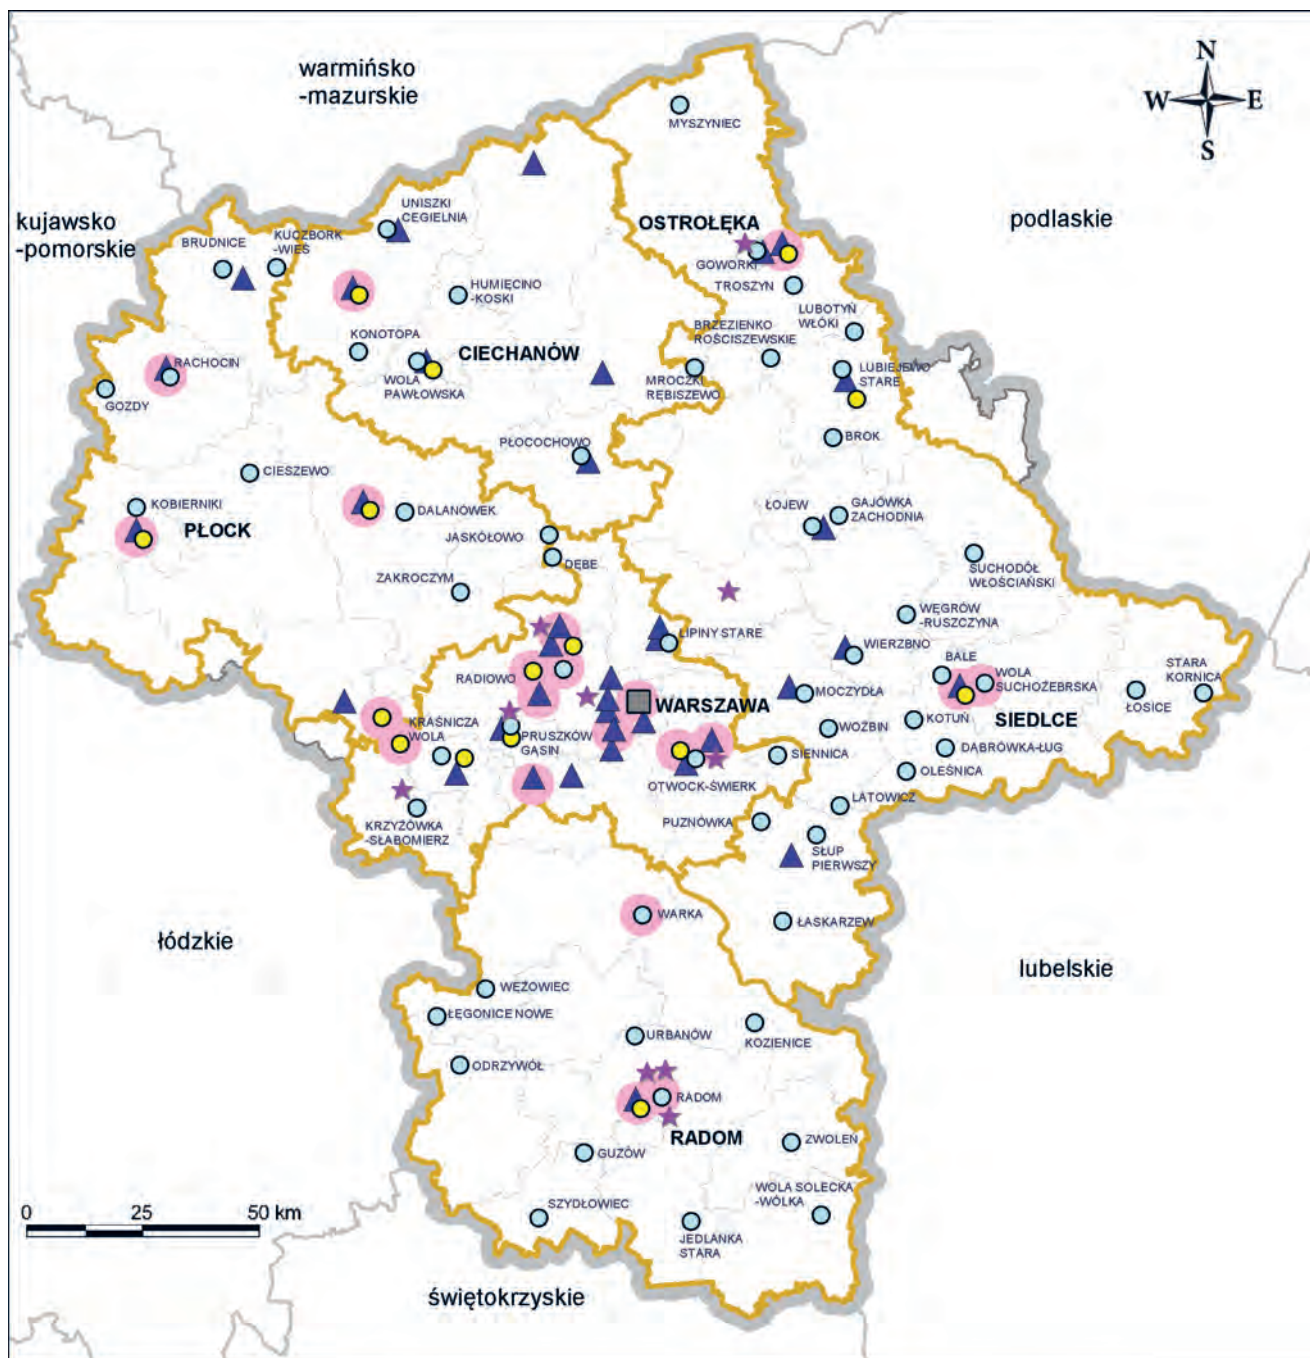 warmińsko
-mazurskie
N
W
E
S
MYSZYNIEC
kujawsko
-pomorskie
UNISZKI
CEGIELNIA
OSTROŁĘKA
podlaskie
BRUDNICE
KUCZBORK
-WIEŚ
GOWORKI
TROSZYN
HUMIĘCINO
-KOSKI
LUBOTYŃ
WŁÓKI
BRZEZIENKO
ROŚCISZEWSKIE
KONOTOPA
CIECHANÓW
RACHOCIN
LUBIEJEWO
STARE
WOLA
PAWŁOWSKA
MROCZKI
RĘBISZEWO
GOZDY
BROK
PŁOCOCHOWO
CIESZEWO
KOBIERNIKI
PŁOCK
DALANÓWEK
ŁOJEW
GAJÓWKA
ZACHODNIA
JASKÓŁOWO
DĘBE
ZAKROCZYM
SUCHODÓŁ
WŁOŚCIAŃSKI
WĘGRÓW
-RUSZCZYNA
LIPINY STARE
WIERZBNO
RADIOWO
BALE
WOLA
SUCHOŻEBRSKA
STARA
KORNICA
MOCZYDŁA
WARSZAWA
ŁOSICE
KRAŚNICZA
WOLA
PRUSZKÓW
GĄSIN
WOŹBIN
KOTUŃ
SIEDLCE
DĄBRÓWKA-ŁUG
SIENNICA
OLEŚNICA
OTWOCK-ŚWIERK
LATOWICZ
KRZYŻÓWKA
-SŁABOMIERZ
PUZNÓWKA
SŁUP
PIERWSZY
WARKA
ŁASKARZEW
łódzkie
lubelskie
WĘŻOWIEC
ŁĘGONICE NOWE
URBANÓW
KOZIENICE
ODRZYWÓŁ
RADOM
RADOM
ZWOLEŃ
GUZÓW
WOLA SOLECKA
-WÓLKA
SZYDŁOWIEC
JEDLANKA
STARA
0 25 50 km
świętokrzyskie